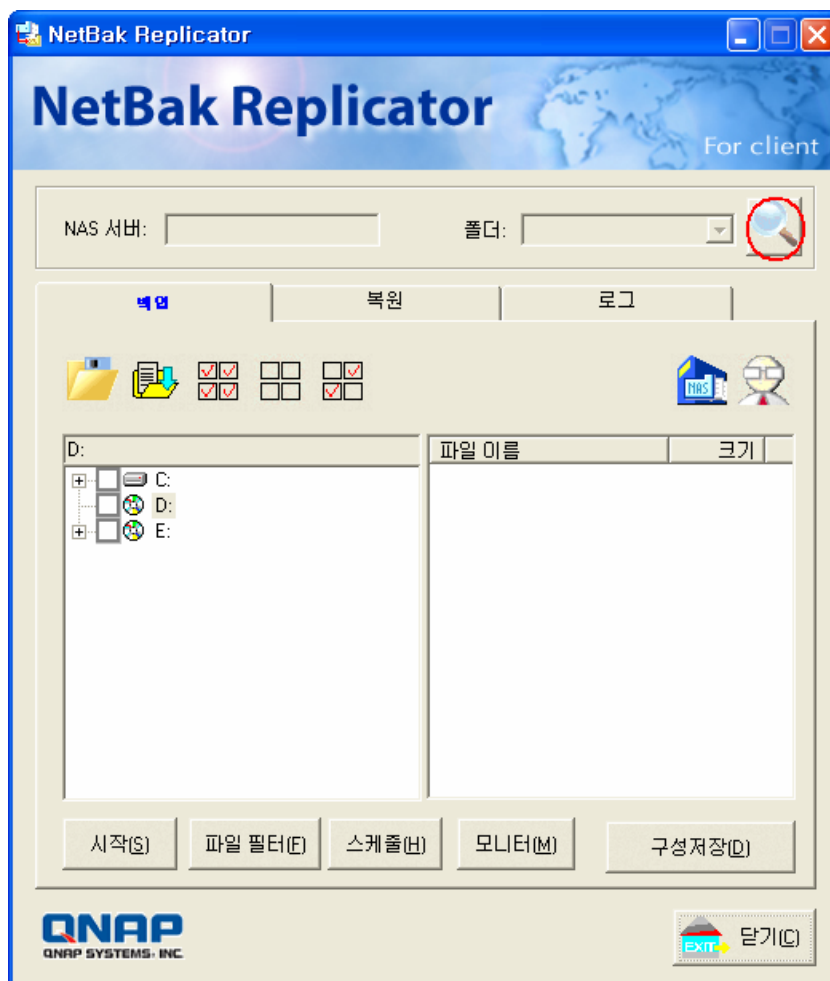 NetBak Replicator
NetBak Replicator
For client
NAS 서버:
폴더:
백업
복원
로그
NAS
D:
파일 이름
크기
C:
D:
E:
시작(S)
파일 필터(F)
스케줄(H)
모니터(M)
구성저장(D)
QNAP
QNAP SYSTEMS, INC.
EXIT
닫기(C)